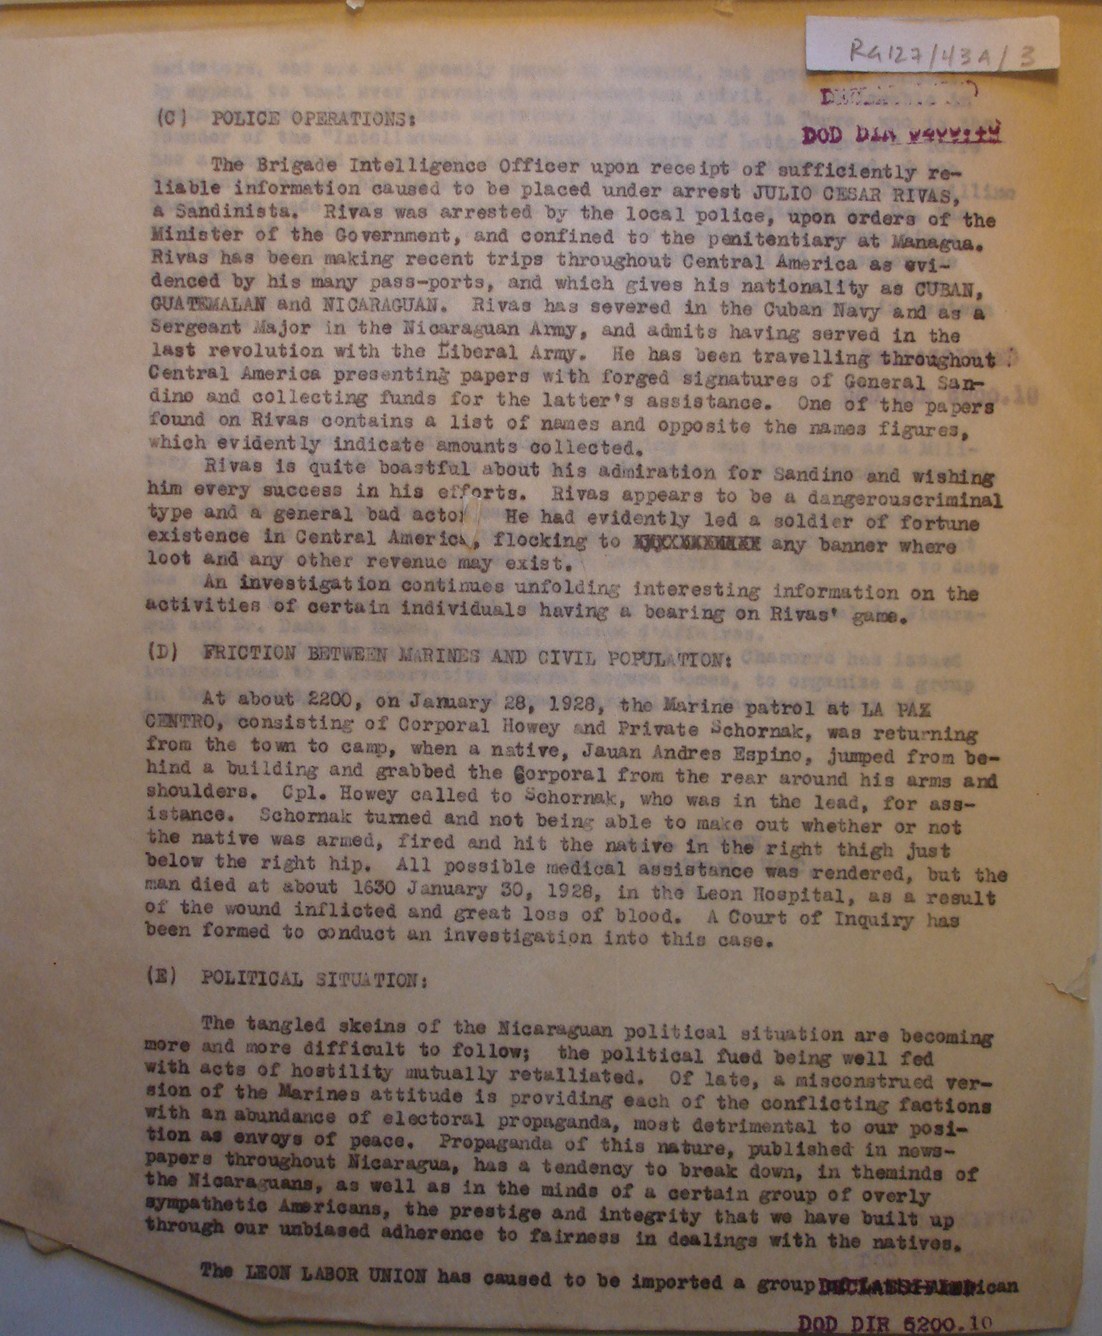 RG127/43A/3
DOD DIR 5200.10
(C) POLICE OPERATIONS:
The Brigade Intelligence Officer upon receipt of sufficiently re-
liable information caused to be placed under arrest JULIO CESAR RIVAS,
a Sandinista. Rivas was arrested by the local police, upon orders of the
Minister of the Government, and confined to the penitentiary at Managua.
Rivas has been making recent trips throughout Central America as evi-
denced by his many pass-ports, and which gives his nationality as CUBAN,
GUATEMALAN and NICARAGUAN. Rivas has severed in the Cuban Navy and as a
Sergeant Major in the Nicaraguan Army, and admits having served in the
last revolution with the Liberal Army. He has been travelling throughout
Central America presenting papers with forged signatures of General San-
dino and collecting funds for the latter's assistance. One of the papers
found on Rivas contains a list of names and opposite the names figures,
which evidently indicate amounts collected.
Rivas is quite boastful about his admiration for Sandino and wishing
him every success in his efforts. Rivas appears to be a dangerouscriminal
type and a general bad actor He had evidently led a soldier of fortune
existence in Central America, flocking to any banner where
loot and any other revenue may exist.
An investigation continues unfolding interesting information on the
activities of certain individuals having a bearing on Rivas' game.
(D) FRICTION BETWEEN MARINES AND CIVIL POPULATION:
At about 2200, on January 28, 1928, the Marine patrol at LA PAZ
CENTRO, consisting of Corporal Howey and Private Schornak, was returning
from the town to camp, when a native, Jauan Andres Espino, jumped from be-
hind a building and grabbed the Corporal from the rear around his arms and
shoulders. Cpl. Howey called to Schornak, who was in the lead, for ass-
istance. Schornak turned and not being able to make out whether or not
the native was armed, fired and hit the native in the right thigh just
below the right hip. All possible medical assistance was rendered, but the
man died at about 1630 January 30, 1928, in the Leon Hospital, as a result
of the wound inflicted and great loss of blood. A Court of Inquiry has
been formed to conduct an investigation into this case.
(E) POLITICAL SITUATION:
The tangled skeins of the Nicaraguan political situation are becoming
more and more difficult to follow; the political fued being well fed
with acts of hostility mutually retalliated. Of late, a misconstrued ver-
sion of the Marines attitude is providing each of the conflicting factions
with an abundance of electoral propaganda, most detrimental to our posi-
tion as envoys of peace. Propaganda of this nature, published in news-
papers throughout Nicaragua, has a tendency to break down, in theminds of
the Nicaraguans, as well as in the minds of a certain group of overly
sympathetic Americans, the prestige and integrity that we have built up
through our unbiased adherence to fairness in dealings with the natives.
The LEON LABOR UNION has caused to be imported a group
DECLASSIFIED
DOD DIR 5200.10